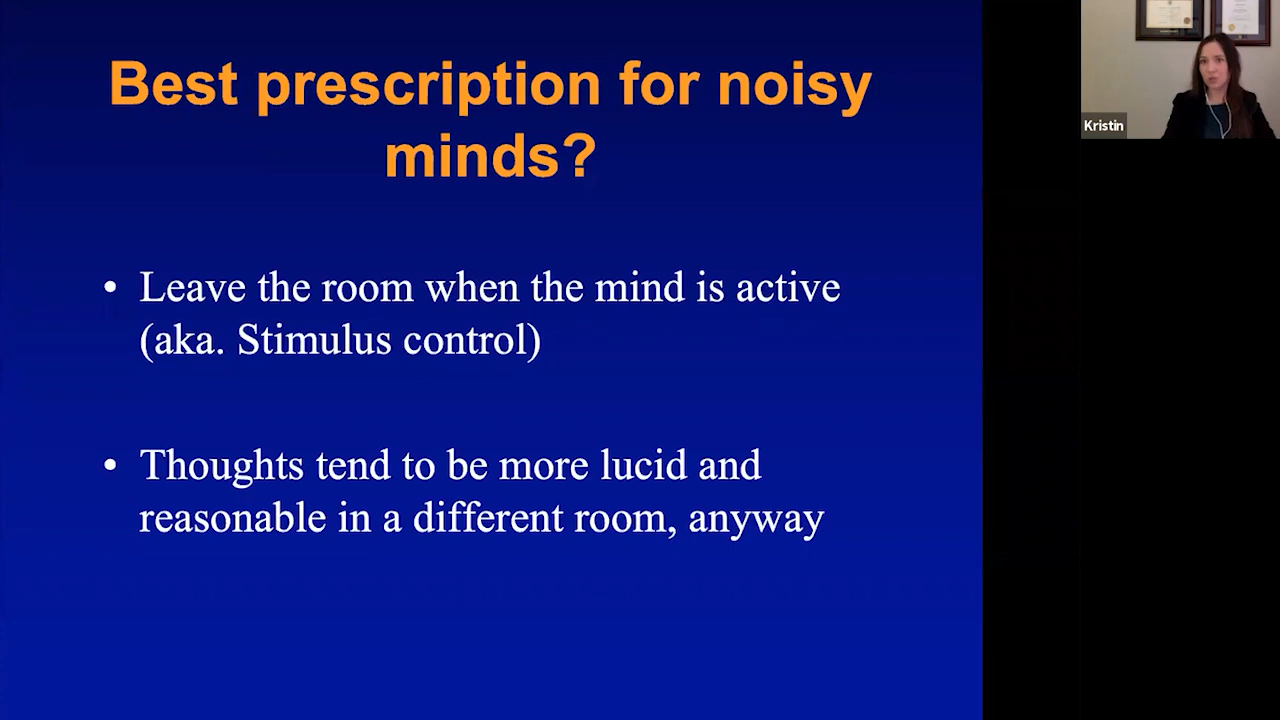 Best prescription for noisy
minds?
• Leave the room when the mind is active
(aka. Stimulus control)
• Thoughts tend to be more lucid and
reasonable in a different room, anyway
Kristin